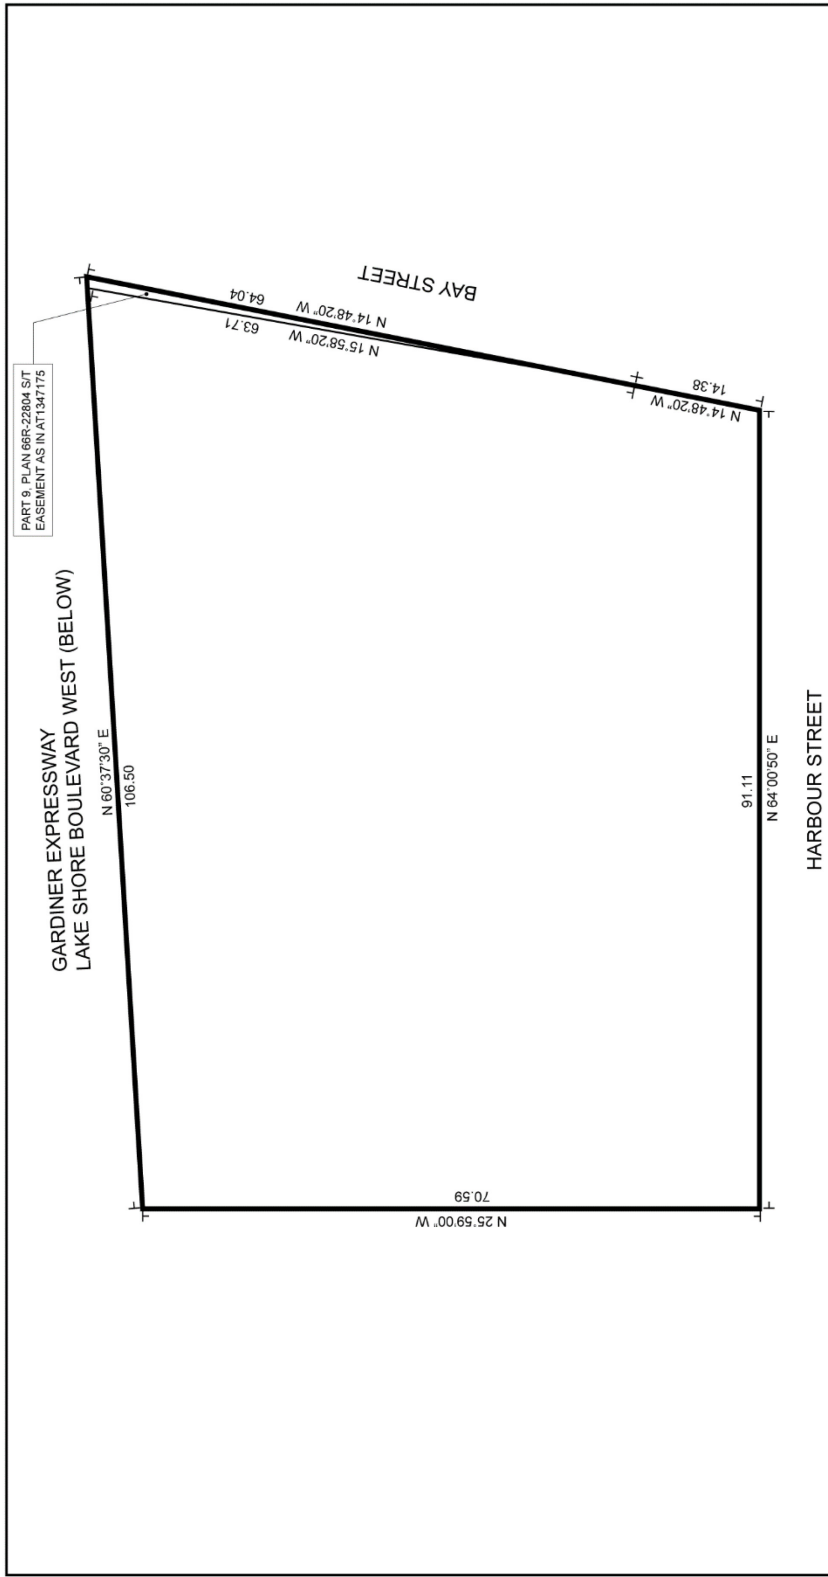 PART 9, PLAN 66R-22804 S/T
EASEMENT AS IN AT1347175
GARDINER EXPRESSWAY
LAKE SHORE BOULEVARD WEST (BELOW)
N 60°37'30" E
106.50
BAY STREET
64.04
N 14°48'20" W
63.71
N 15°58'20" W
14.38
N 14°48'20" W
70.59
N 25°59'00" W
91.11
N 64°00'50" E
HARBOUR STREET